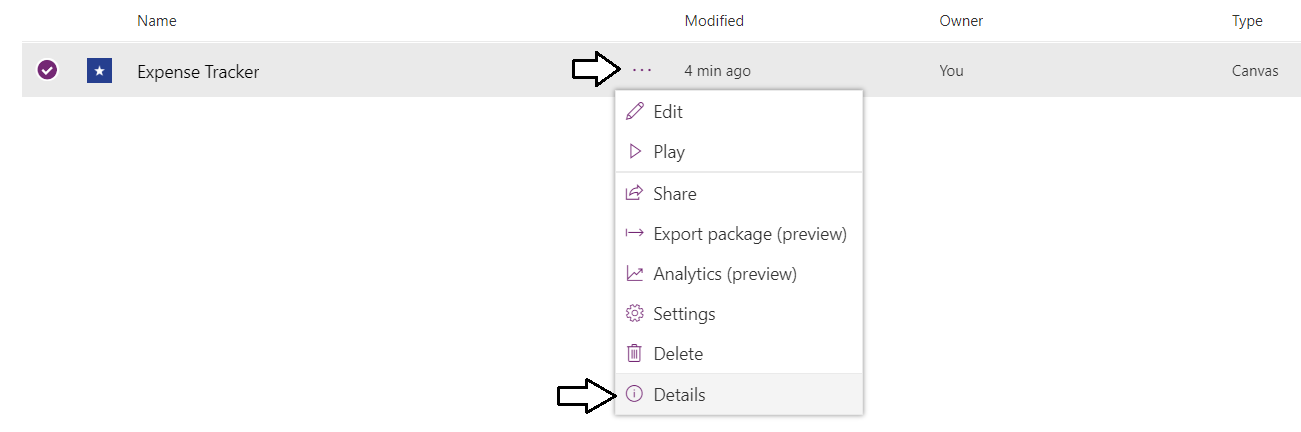 Name Modified Owner Type
Expense Tracker ... 4 min ago You Canvas
Edit
Play
Share
Export package (preview)
Analytics (preview)
Settings
Delete
Details